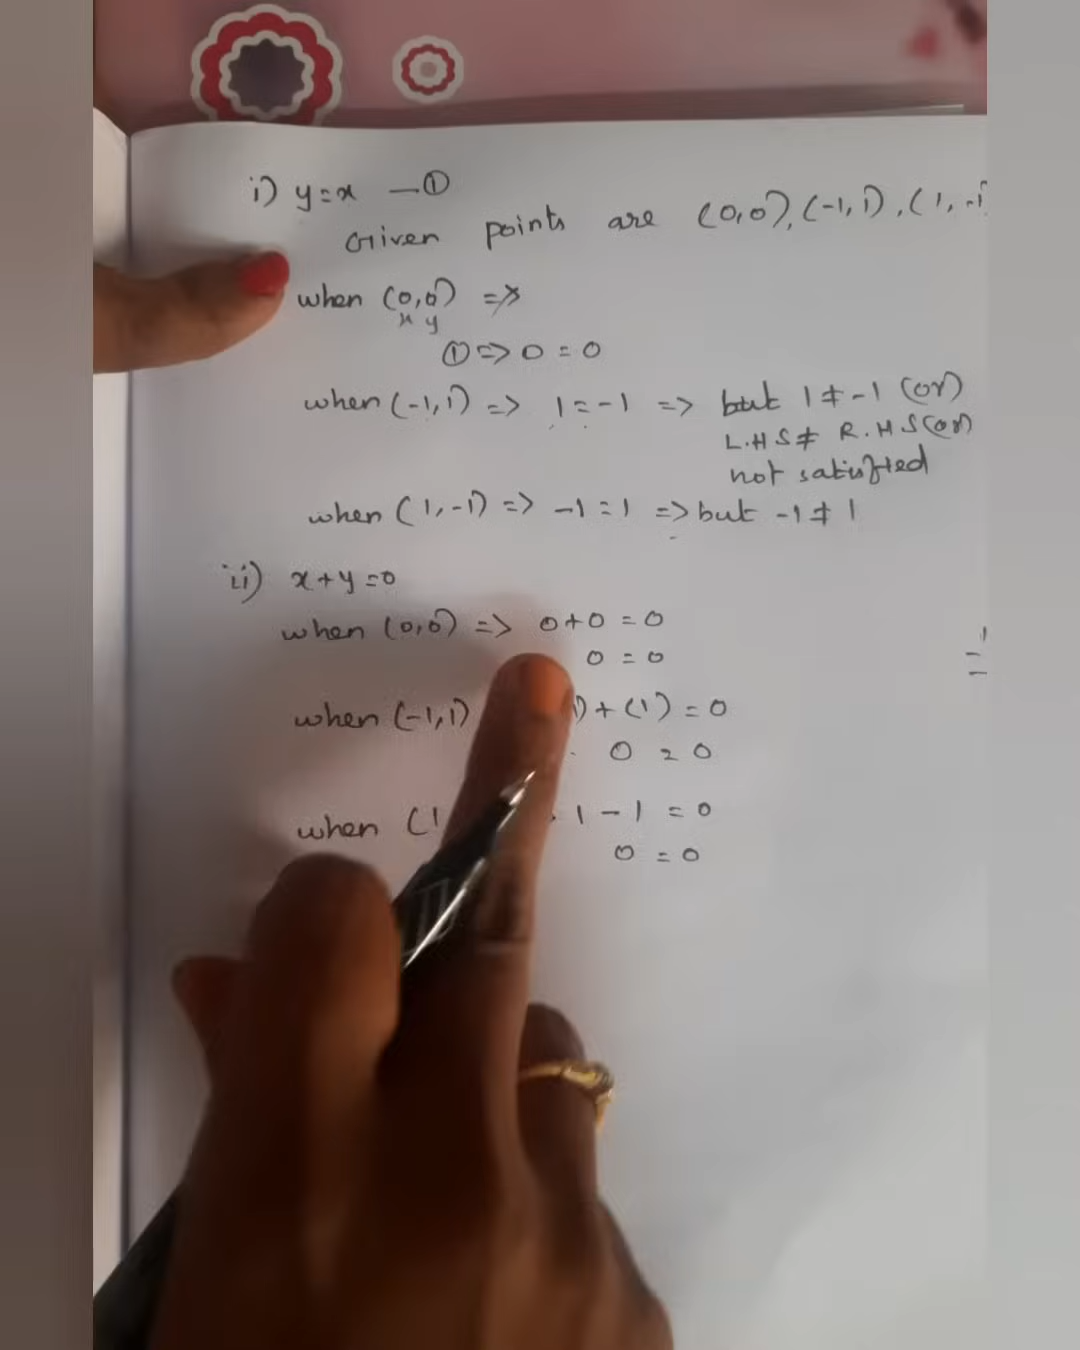 i) y=x —①
Given points are (0,0), (-1,1), (1,-1
when (0,0) =>
x y
① => 0 = 0
when (-1,1) => 1 = -1 => but 1 ≠ -1 (or)
L.H.S ≠ R.H.S (or)
not satisfied
when (1,-1) => -1 = 1 => but -1 ≠ 1
ii) x+y=0
when (0,0) => 0+0 = 0
0 = 0
when (-1,1) 1) + (1) = 0
0 = 0
when (1 1 - 1 = 0
0 = 0